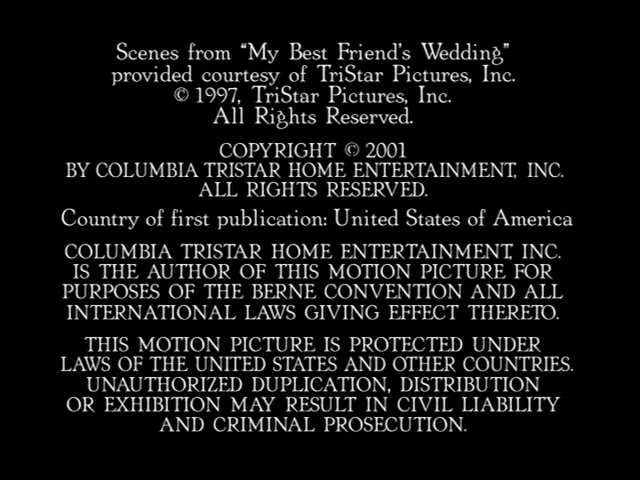 Scenes from “My Best Friend's Wedding”
provided courtesy of TriStar Pictures, Inc.
© 1997, TriStar Pictures, Inc.
All Rights Reserved.
COPYRIGHT © 2001
BY COLUMBIA TRISTAR HOME ENTERTAINMENT, INC.
ALL RIGHTS RESERVED.
Country of first publication: United States of America
COLUMBIA TRISTAR HOME ENTERTAINMENT, INC.
IS THE AUTHOR OF THIS MOTION PICTURE FOR
PURPOSES OF THE BERNE CONVENTION AND ALL
INTERNATIONAL LAWS GIVING EFFECT THERETO.
THIS MOTION PICTURE IS PROTECTED UNDER
LAWS OF THE UNITED STATES AND OTHER COUNTRIES.
UNAUTHORIZED DUPLICATION, DISTRIBUTION
OR EXHIBITION MAY RESULT IN CIVIL LIABILITY
AND CRIMINAL PROSECUTION.